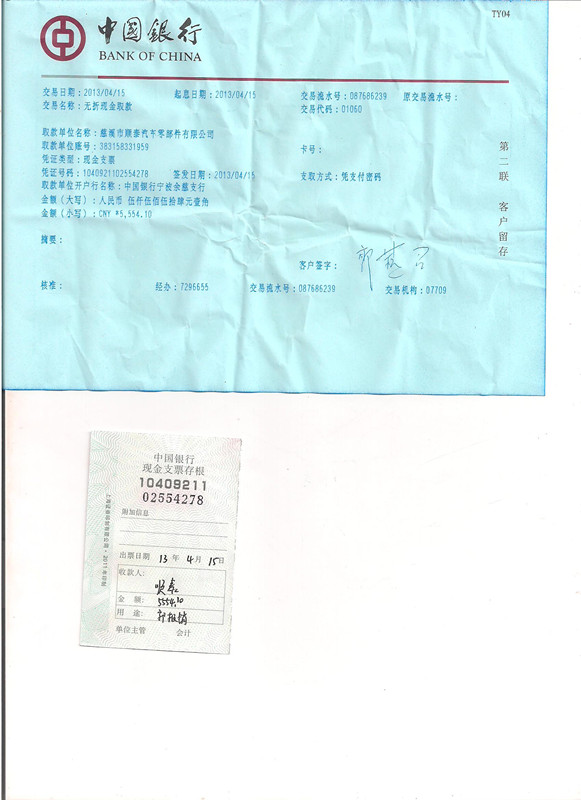 TY04
中国銀行
BANK OF CHINA
交易日期：2013/04/15 起息日期：2013/04/15 交易流水号：087686239 原交易流水号：
交易名称：无折现金取款 交易代码：01060
取款单位名称：慈溪市顺泰汽车零部件有限公司
取款单位账号：383158331959 卡号：
凭证类型：现金支票
凭证号码：1040921102554278 签发日期：2013/04/15 支取方式：凭支付密码
取款单位开户行名称：中国银行宁波余慈支行
金额（大写）：人民币 伍仟伍佰伍拾肆元壹角
金额（小写）：CNY #5,554.10
摘要：
客户签字：
核准： 经办：7296655 交易流水号：087686239 交易机构：07709
第二联 客户留存
中国银行
现金支票存根
10409211
02554278
附加信息
出票日期 13 年 4 月 15 日
收款人：
顺泰
金 额：5554.10
用 途：
单位主管 会计